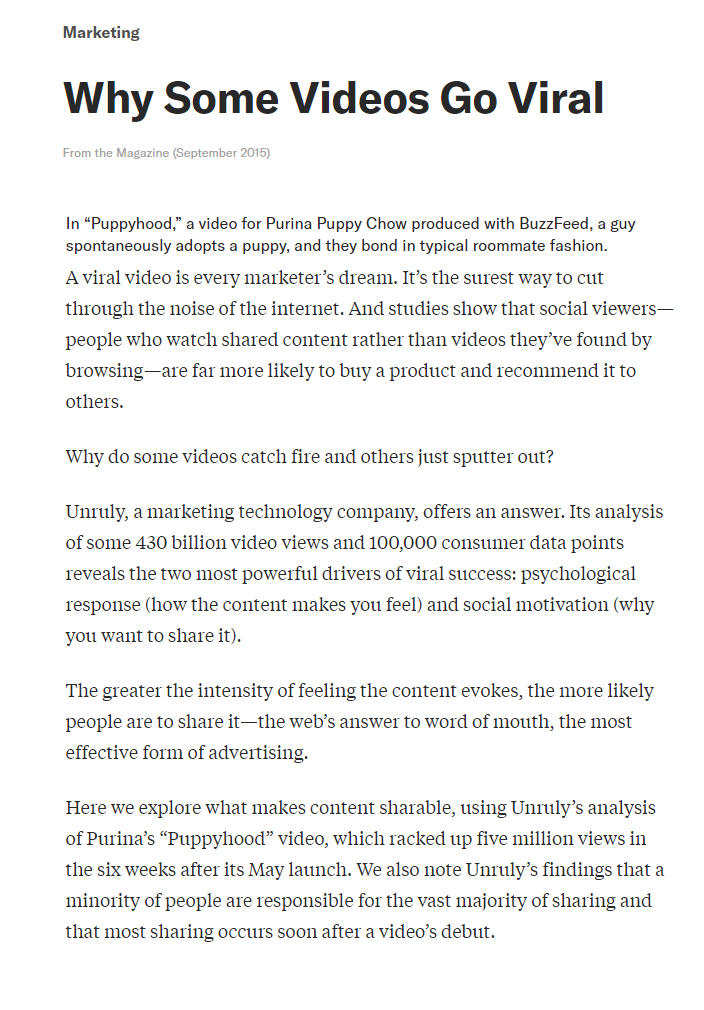 Marketing
Why Some Videos Go Viral
From the Magazine (September 2015)
In “Puppyhood,” a video for Purina Puppy Chow produced with BuzzFeed, a guy
spontaneously adopts a puppy, and they bond in typical roommate fashion.
A viral video is every marketer’s dream. It’s the surest way to cut
through the noise of the internet. And studies show that social viewers—
people who watch shared content rather than videos they’ve found by
browsing—are far more likely to buy a product and recommend it to
others.
Why do some videos catch fire and others just sputter out?
Unruly, a marketing technology company, offers an answer. Its analysis
of some 430 billion video views and 100,000 consumer data points
reveals the two most powerful drivers of viral success: psychological
response (how the content makes you feel) and social motivation (why
you want to share it).
The greater the intensity of feeling the content evokes, the more likely
people are to share it—the web’s answer to word of mouth, the most
effective form of advertising.
Here we explore what makes content sharable, using Unruly’s analysis
of Purina’s “Puppyhood” video, which racked up five million views in
the six weeks after its May launch. We also note Unruly’s findings that a
minority of people are responsible for the vast majority of sharing and
that most sharing occurs soon after a video’s debut.